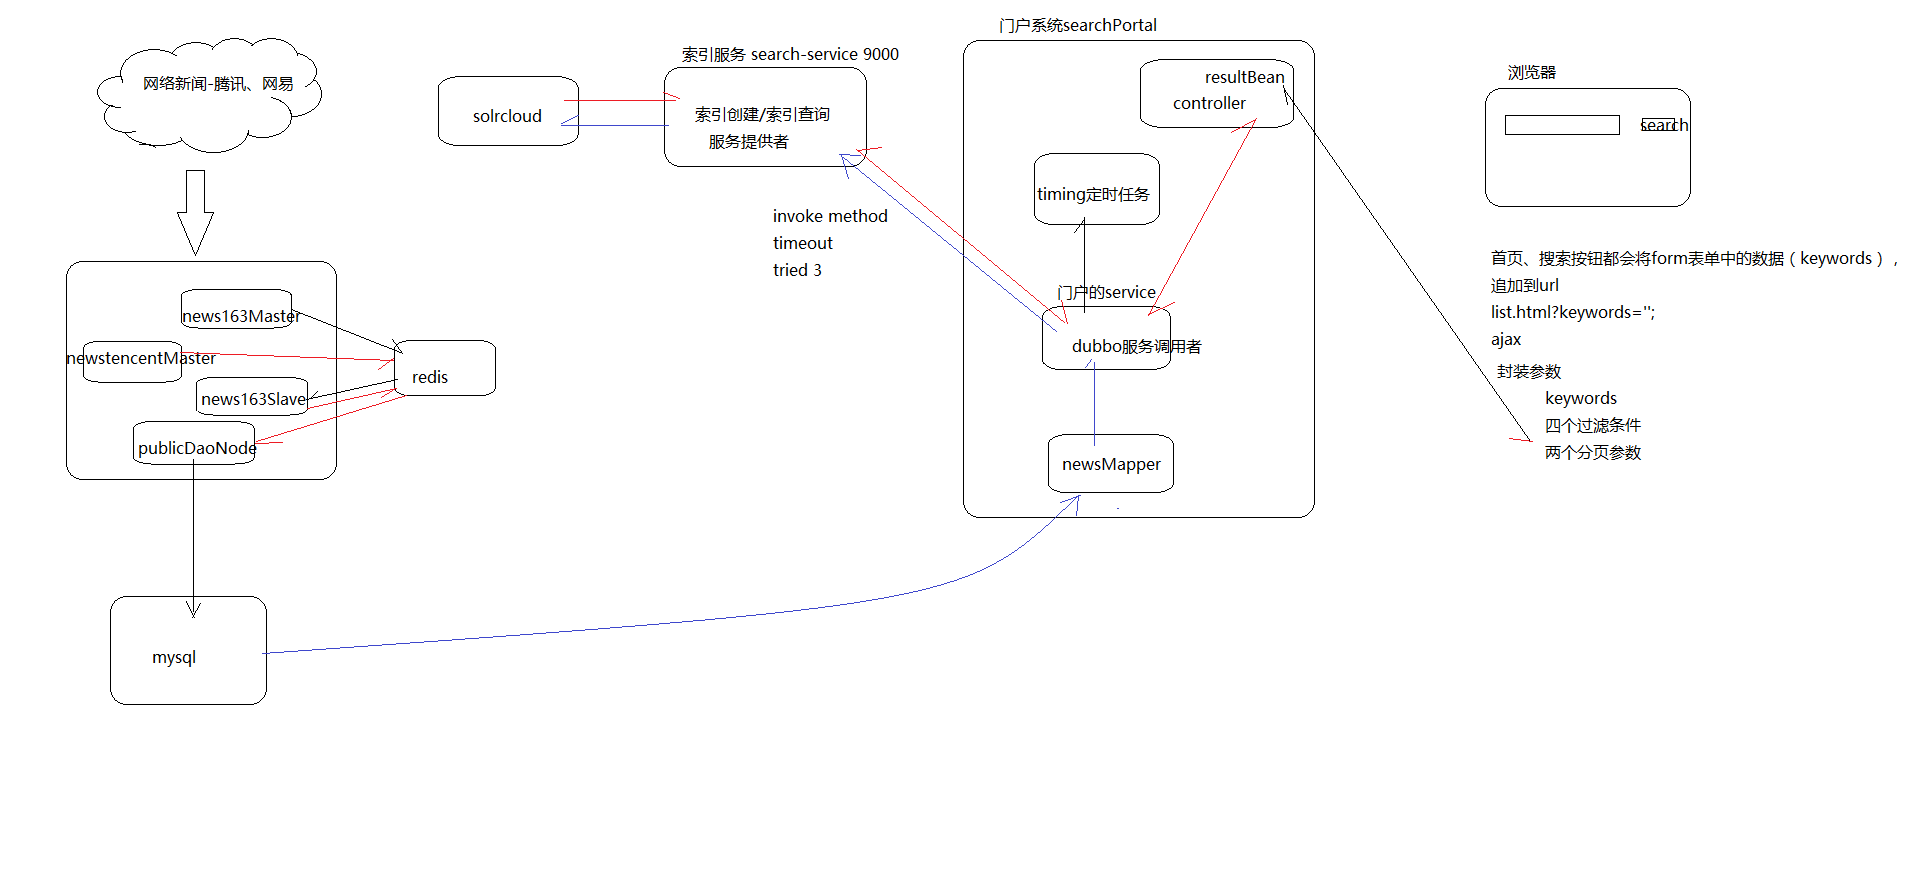 门户系统searchPortal
索引服务 search-service 9000
浏览器
网络新闻-腾讯、网易
solrcloud
索引创建/索引查询
服务提供者
resultBean
controller
search
timing定时任务
invoke method
timeout
tried 3
门户的service
dubbo服务调用者
newsMapper
news163Master
newstencentMaster
news163Slave
publicDaoNode
redis
mysql
首页、搜索按钮都会将form表单中的数据（keywords），
追加到url
list.html?keywords='';
ajax
封装参数
keywords
四个过滤条件
两个分页参数